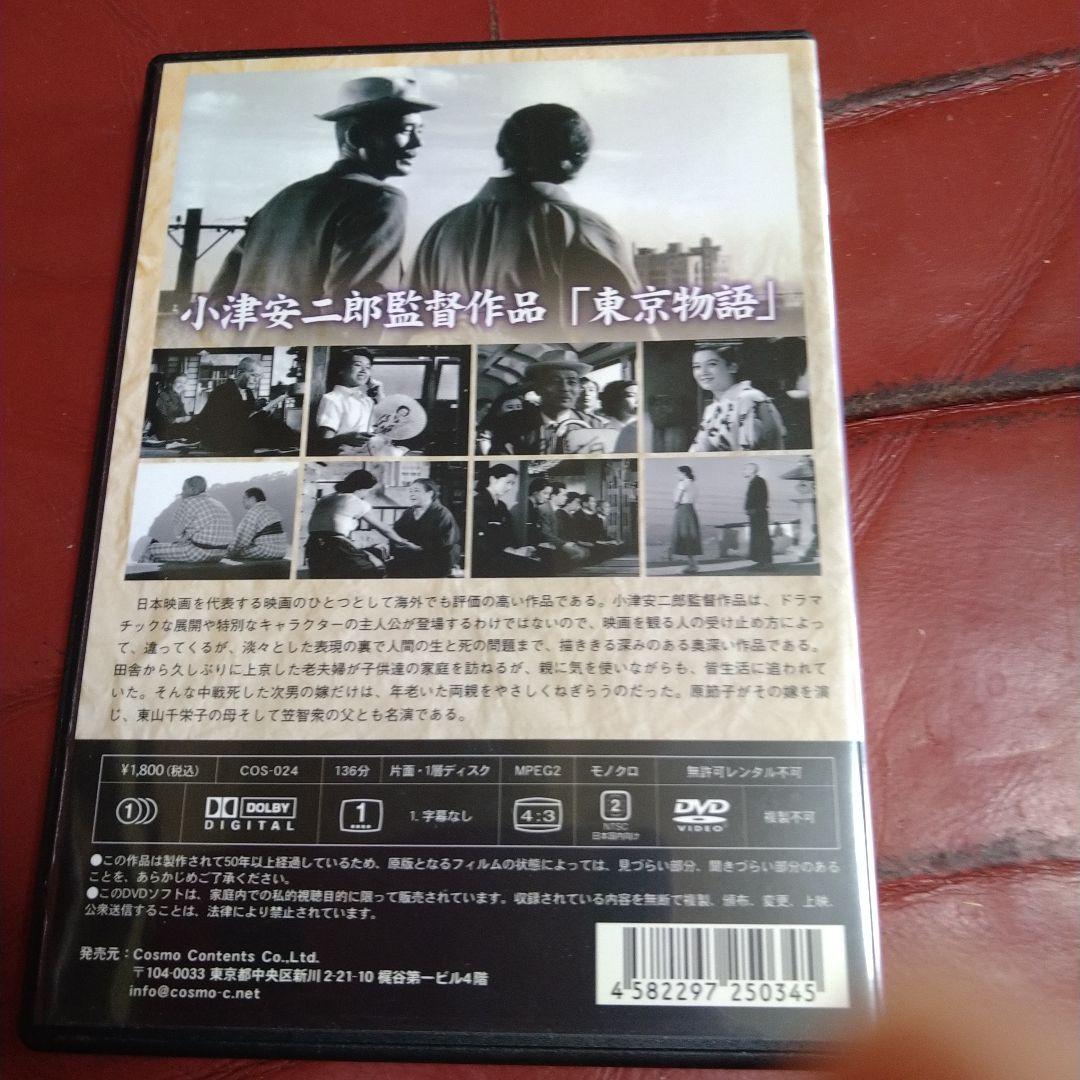 小津安二郎監督作品「東京物語」
日本映画を代表する映画のひとつとして海外でも評価の高い作品である。小津安二郎監督作品は、ドラマ
チックな展開や特別なキャラクターの主人公が登場するわけではないので、映画を観る人の受け止め方によっ
て、違ってくるが、淡々とした表現の裏で人間の生と死の問題まで、描ききる深みのある奥深い作品である。
田舎から久しぶりに上京した老夫婦が子供達の家庭を訪ねるが、親に気を使いながらも、皆生活に追われて
いた。そんな中戦死した次男の嫁だけは、年老いた両親をやさしくねぎらうのだった。原節子がその嫁を演
じ、東山千栄子の母そして笠智衆の父とも名演である。
¥1,800(税込) COS-024 136分 片面・1層ディスク MPEG2 モノクロ 無許可レンタル不可
1 DOLBY DIGITAL 1 1. 字幕なし 4:3 2 NTSC 日本国内向け DVD VIDEO 複製不可
●この作品は製作されて50年以上経過しているため、原版となるフィルムの状態によっては、見づらい部分、聞きづらい部分のある
ことを、あらかじめご了承ください。
●このDVDソフトは、家庭内での私的視聴目的に限って販売されています。収録されている内容を無断で複製、頒布、変更、上映、
公衆送信することは、法律により禁止されています。
発売元：Cosmo Contents Co.,Ltd.
〒104-0033 東京都中央区新川2-21-10 梶谷第一ビル4階
info@cosmo-c.net
4 582297 250345